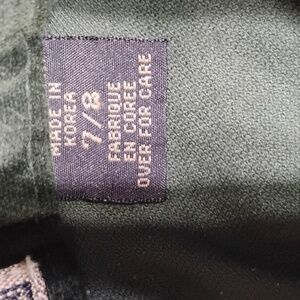 MADE IN
KOREA
7/8
FABRIQUE
EN COREE
OVER FOR CARE